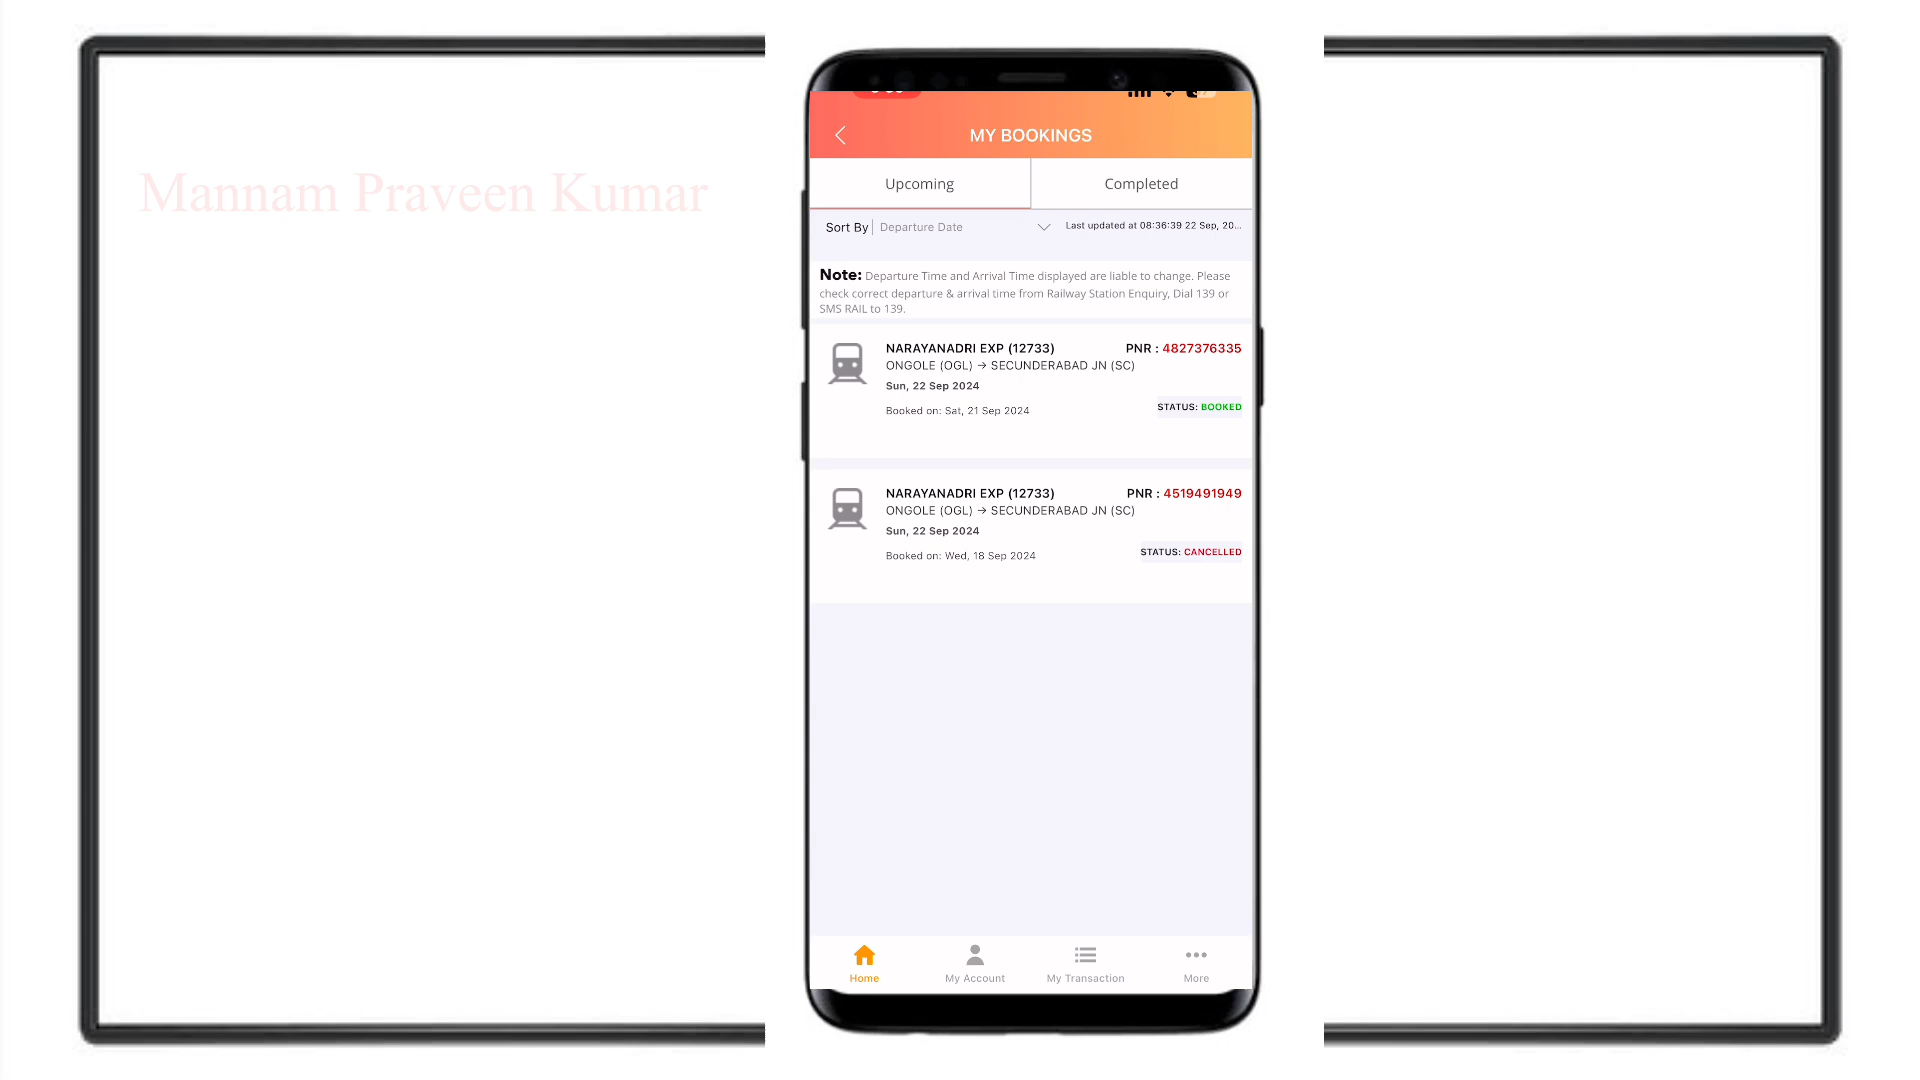 Mannam Praveen Kumar
MY BOOKINGS
Upcoming
Completed
Sort By
Departure Date
Last updated at 08:36:39 22 Sep, 20...
Note: Departure Time and Arrival Time displayed are liable to change. Please
check correct departure & arrival time from Railway Station Enquiry, Dial 139 or
SMS RAIL to 139.
NARAYANADRI EXP (12733)
PNR : 4827376335
ONGOLE (OGL) → SECUNDERABAD JN (SC)
Sun, 22 Sep 2024
Booked on: Sat, 21 Sep 2024
STATUS: BOOKED
NARAYANADRI EXP (12733)
PNR : 4519491949
ONGOLE (OGL) → SECUNDERABAD JN (SC)
Sun, 22 Sep 2024
Booked on: Wed, 18 Sep 2024
STATUS: CANCELLED
Home
My Account
My Transaction
More